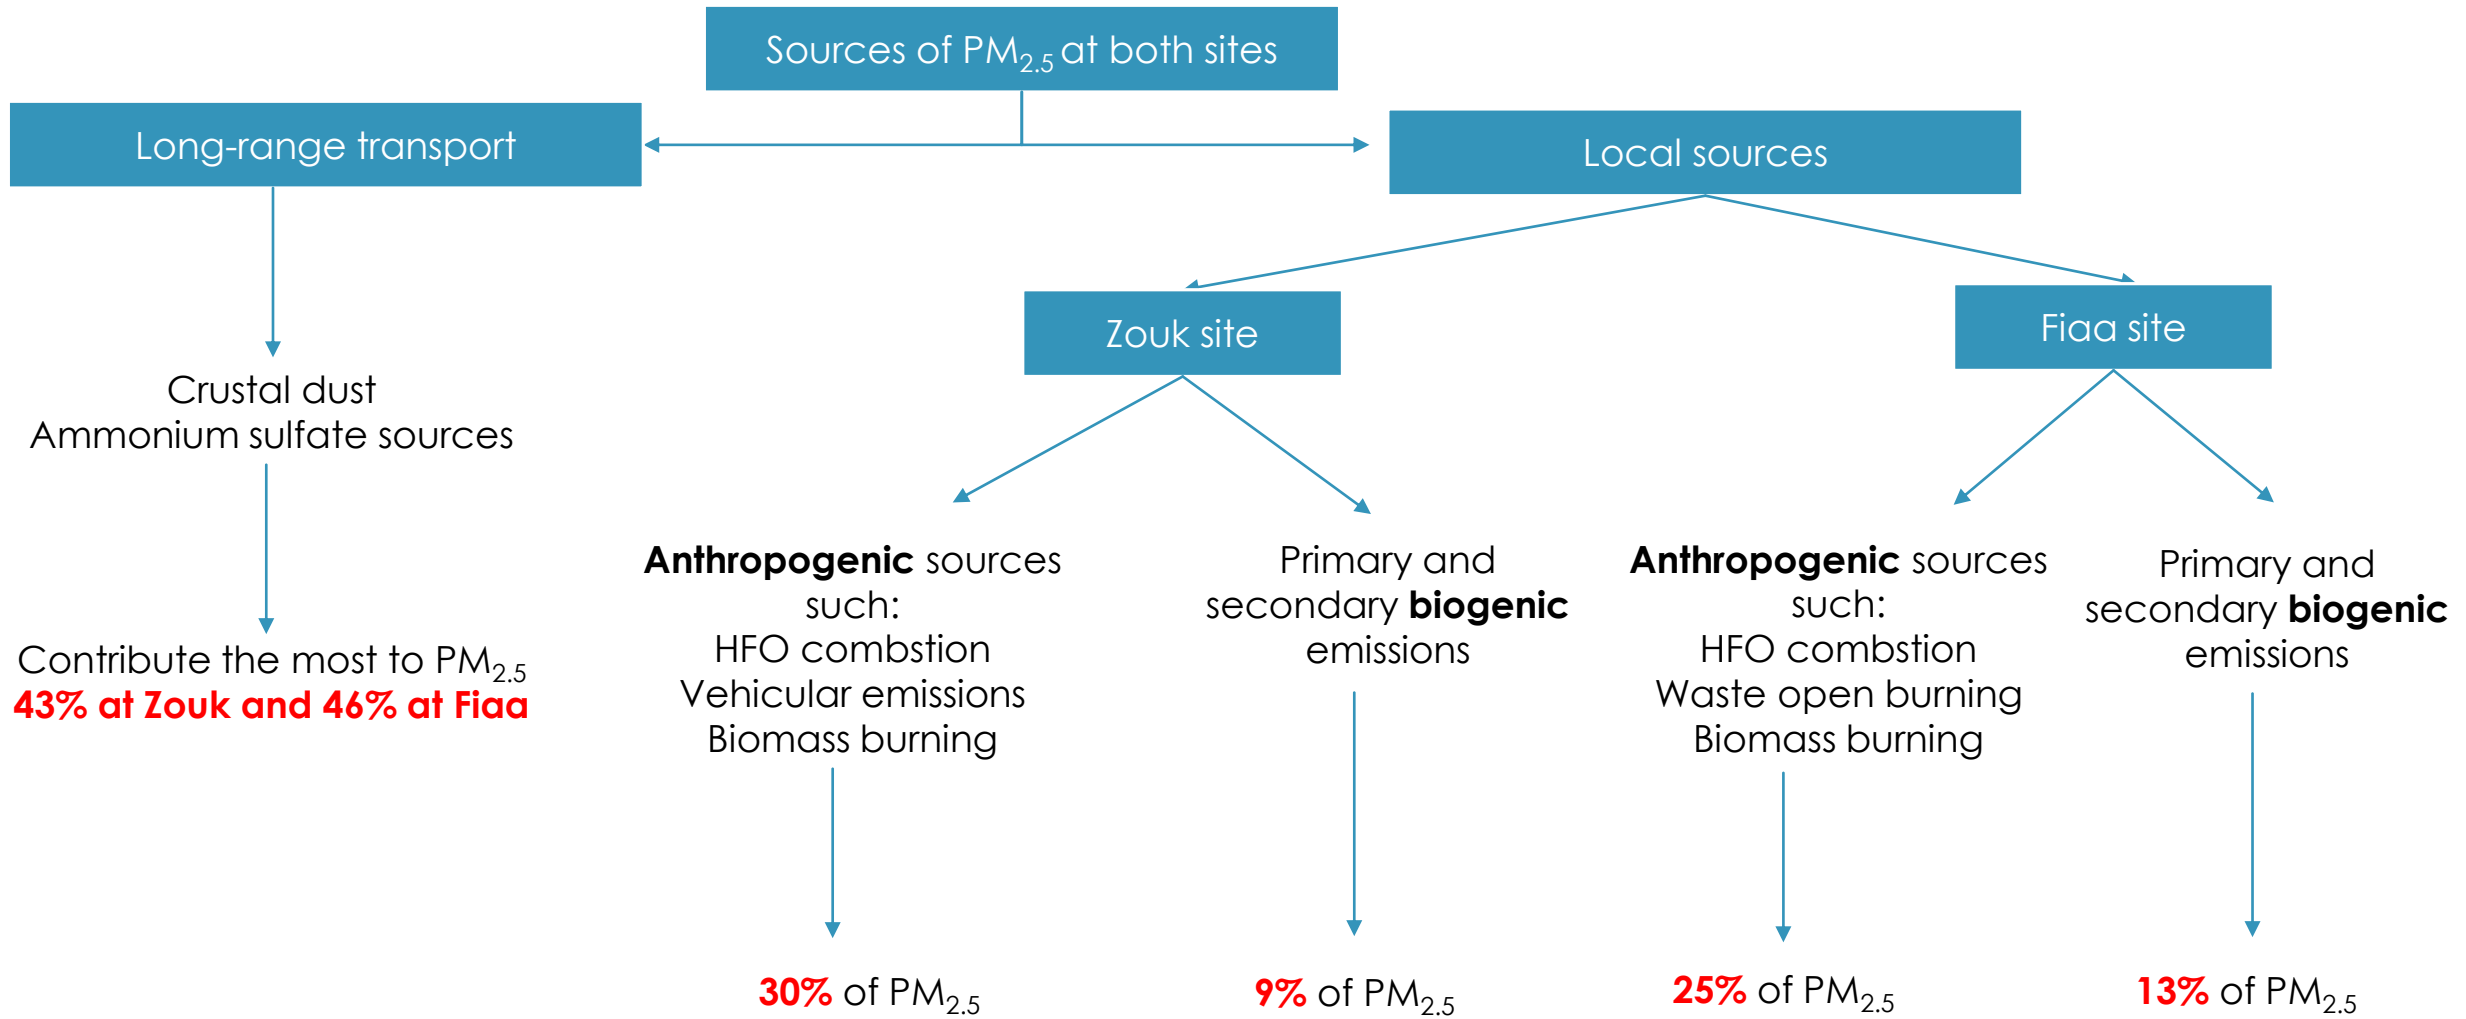 Sources of PM2.5 at both sites
Long-range transport
Local sources
Crustal dust
Ammonium sulfate sources
Contribute the most to PM2.5
43% at Zouk and 46% at Fiaa
Zouk site
Anthropogenic sources
such:
HFO combstion
Vehicular emissions
Biomass burning
30% of PM2.5
Primary and
secondary biogenic
emissions
9% of PM2.5
Fiaa site
Anthropogenic sources
such:
HFO combstion
Waste open burning
Biomass burning
25% of PM2.5
Primary and
secondary biogenic
emissions
13% of PM2.5